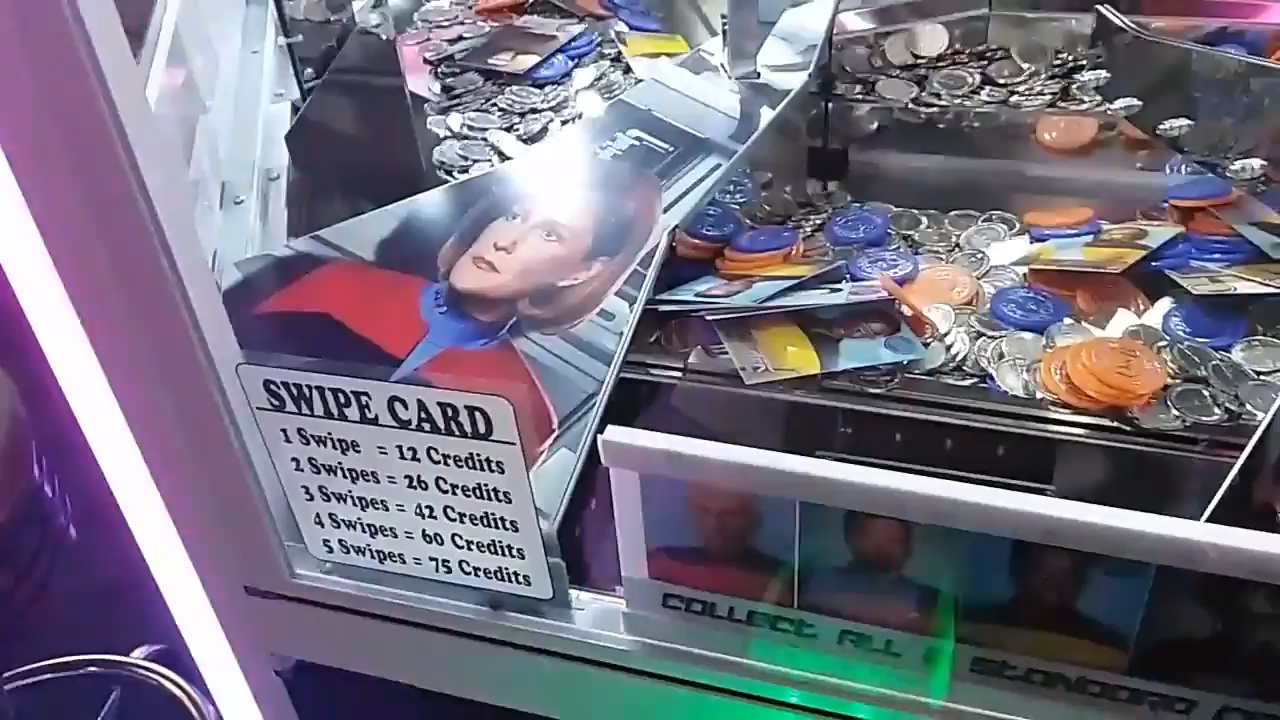 SWIPE CARD
1 Swipe = 12 Credits
2 Swipes = 26 Credits
3 Swipes = 42 Credits
4 Swipes = 60 Credits
5 Swipes = 75 Credits
COLLECT ALL
STANDARD